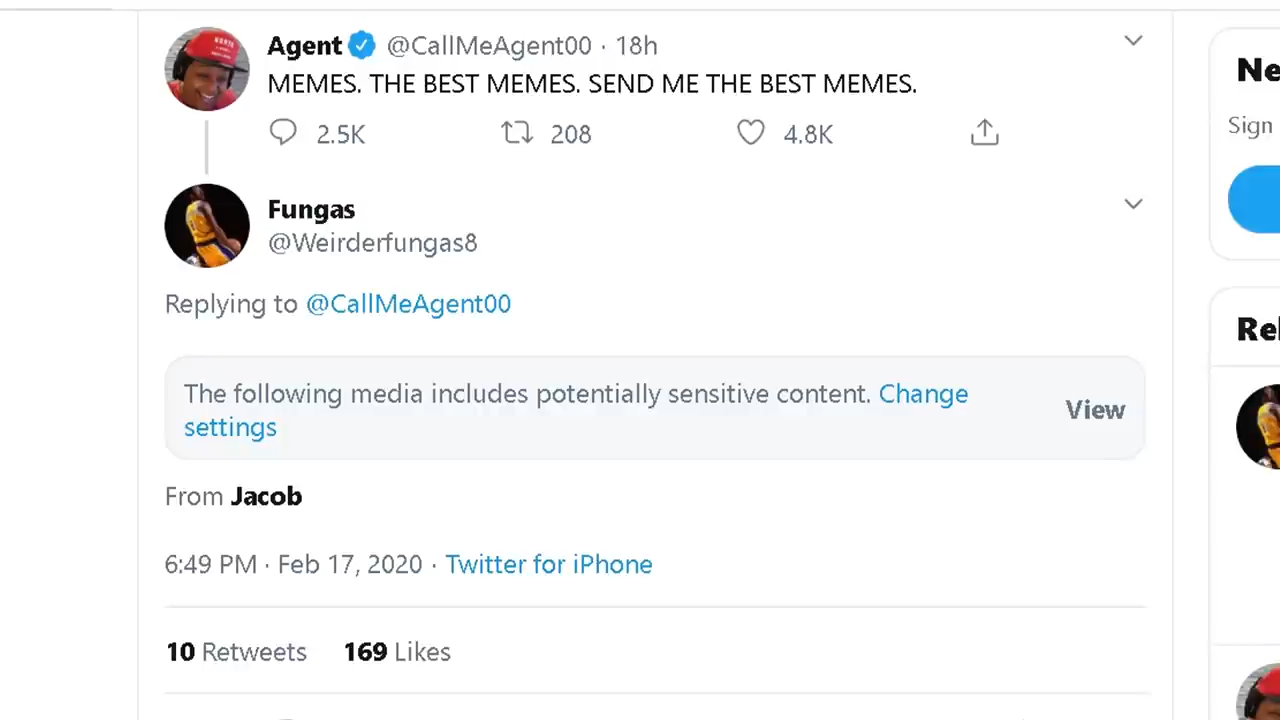 Agent @CallMeAgent00 · 18h
MEMES. THE BEST MEMES. SEND ME THE BEST MEMES.
2.5K 208 4.8K
Fungas
@Weirderfungas8
Replying to @CallMeAgent00
The following media includes potentially sensitive content. Change
settings
View
From Jacob
6:49 PM · Feb 17, 2020 · Twitter for iPhone
10 Retweets 169 Likes
Ne
Sign
Rel